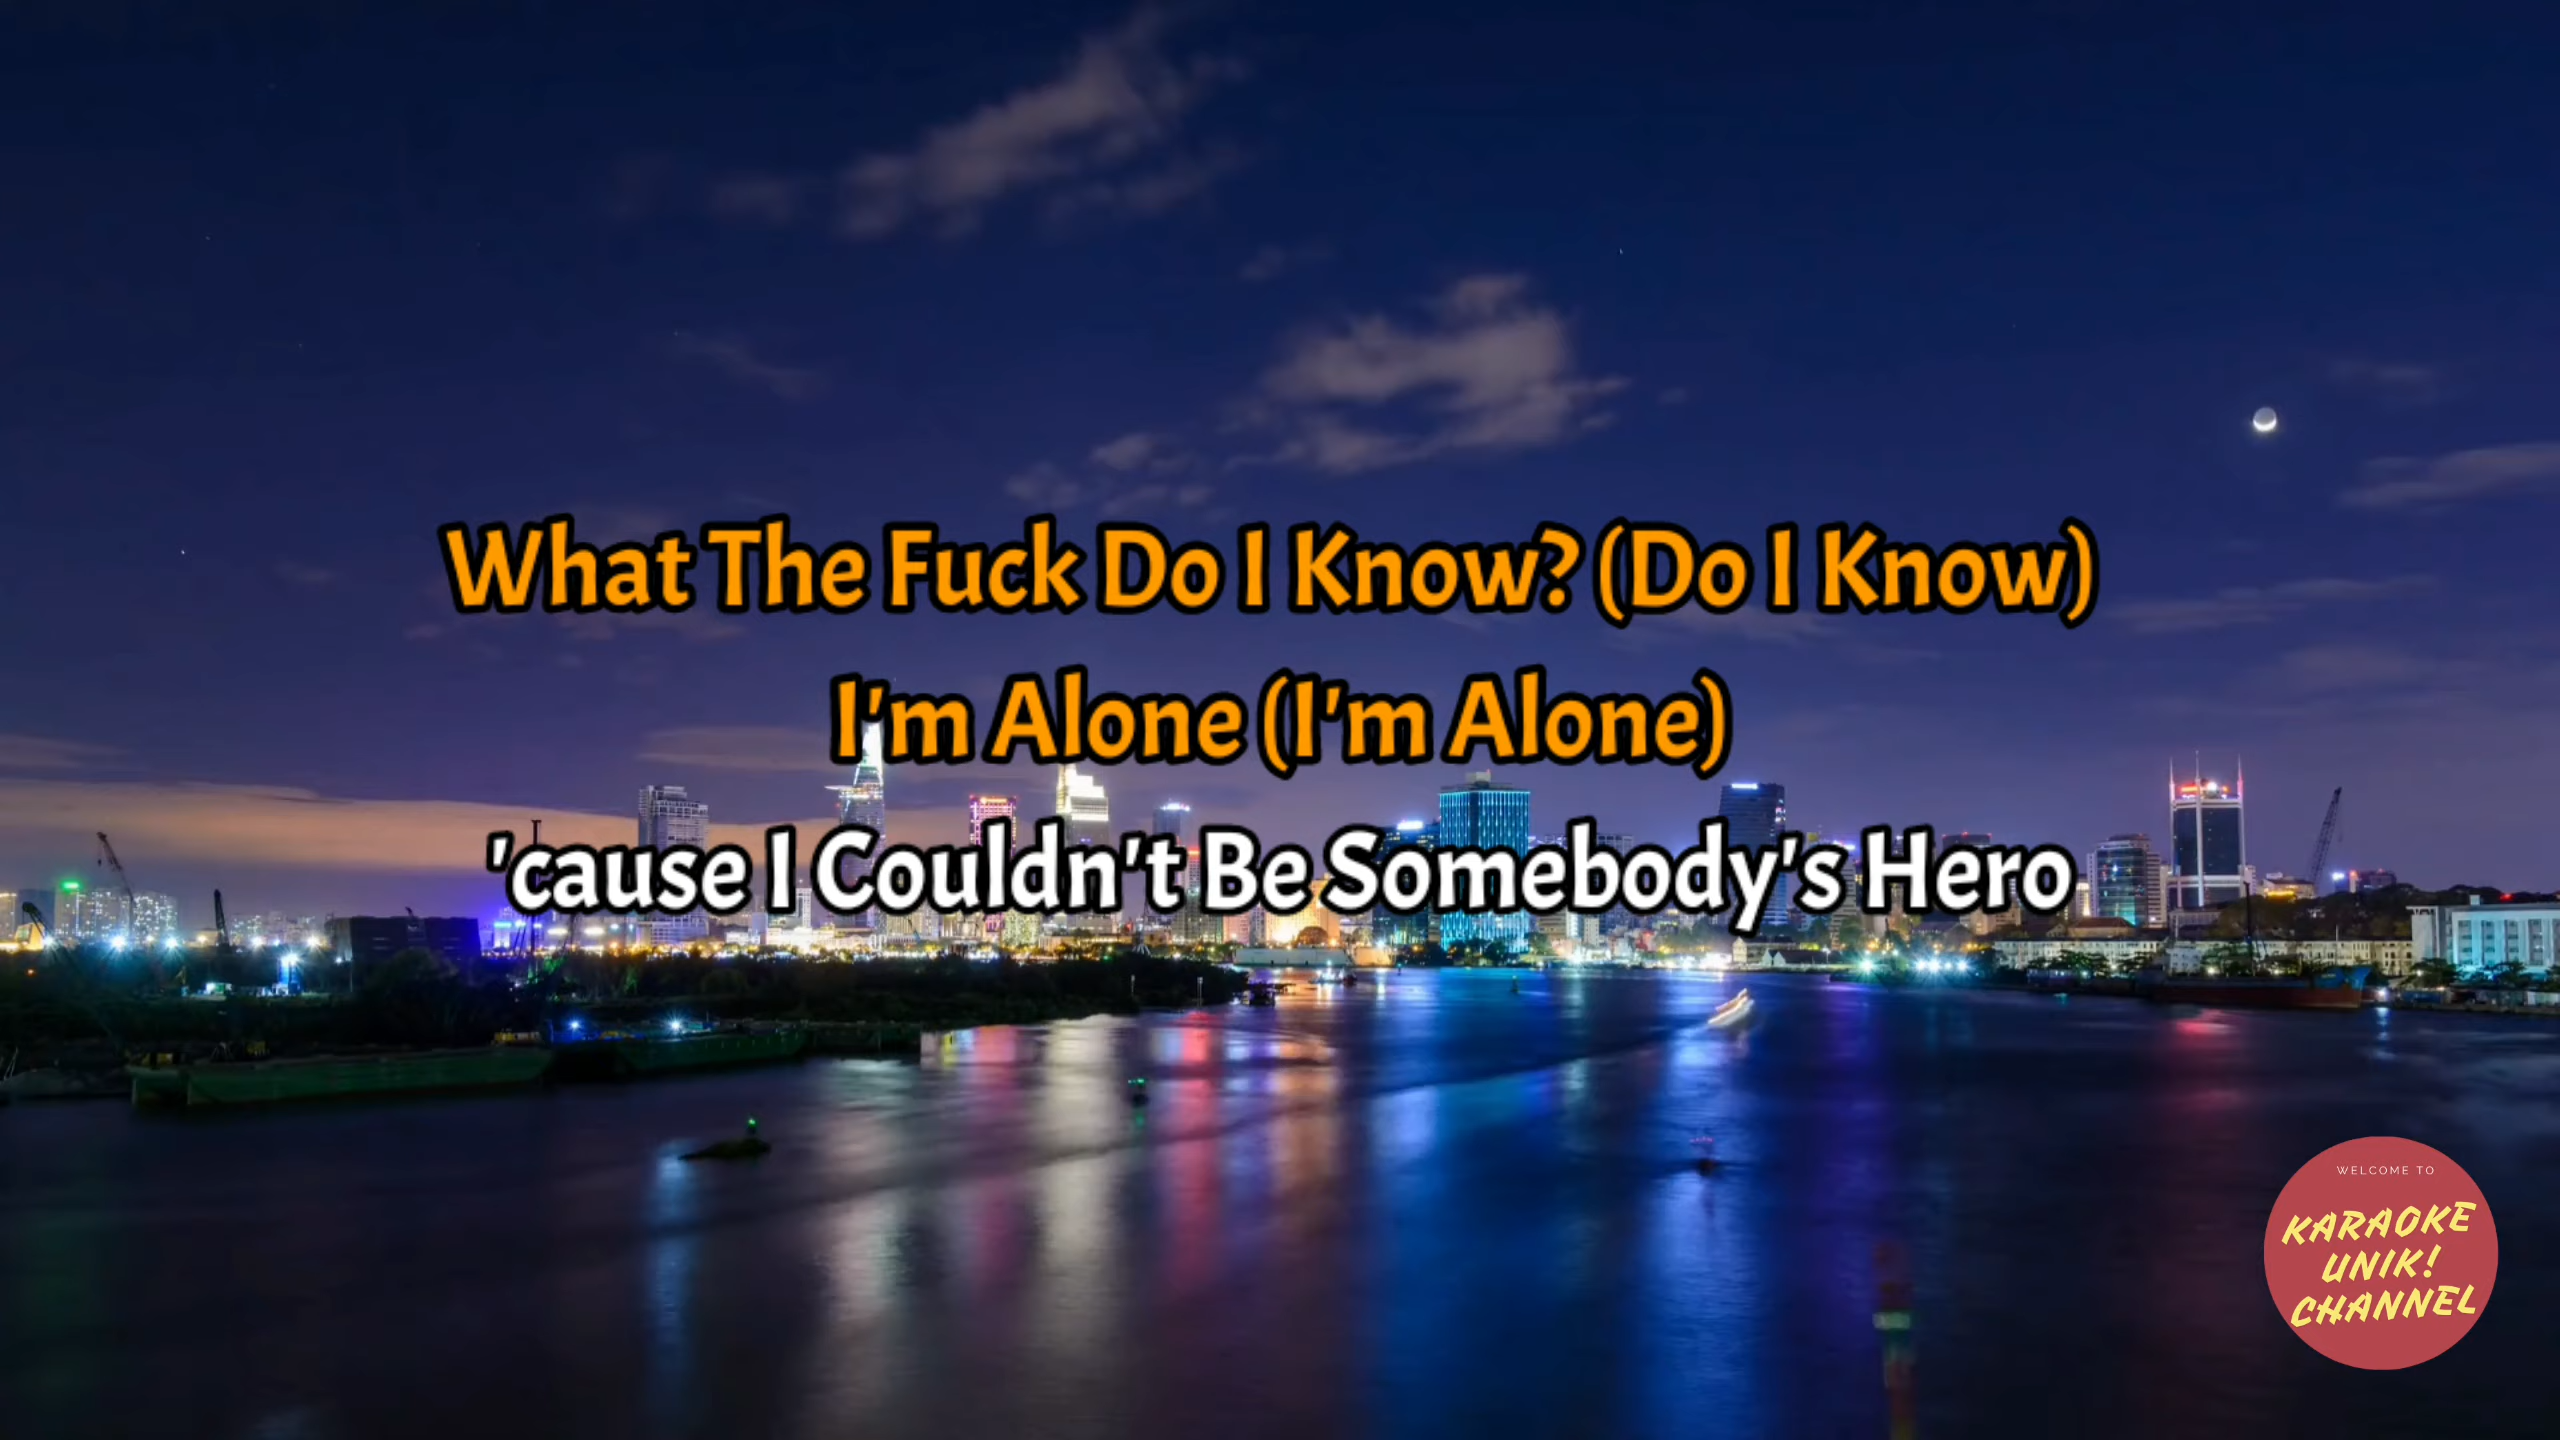 What The Fuck Do I Know? (Do I Know)
I'm Alone (I'm Alone)
'cause I Couldn't Be Somebody's Hero
WELCOME TO
KARAOKE
UNIK!
CHANNEL